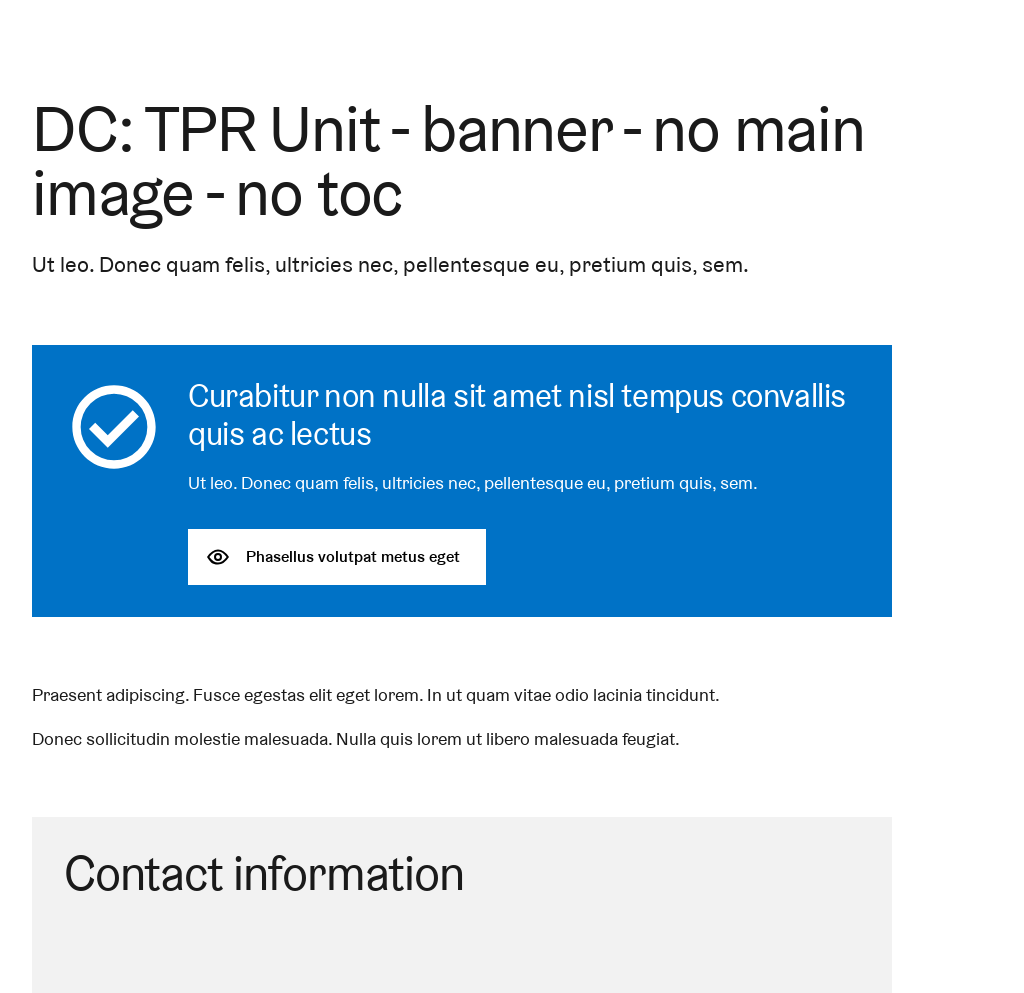 DC: TPR Unit - banner - no main
image - no toc
Ut leo. Donec quam felis, ultricies nec, pellentesque eu, pretium quis, sem.
Curabitur non nulla sit amet nisl tempus convallis
quis ac lectus
Ut leo. Donec quam felis, ultricies nec, pellentesque eu, pretium quis, sem.
Phasellus volutpat metus eget
Praesent adipiscing. Fusce egestas elit eget lorem. In ut quam vitae odio lacinia tincidunt.
Donec sollicitudin molestie malesuada. Nulla quis lorem ut libero malesuada feugiat.
Contact information